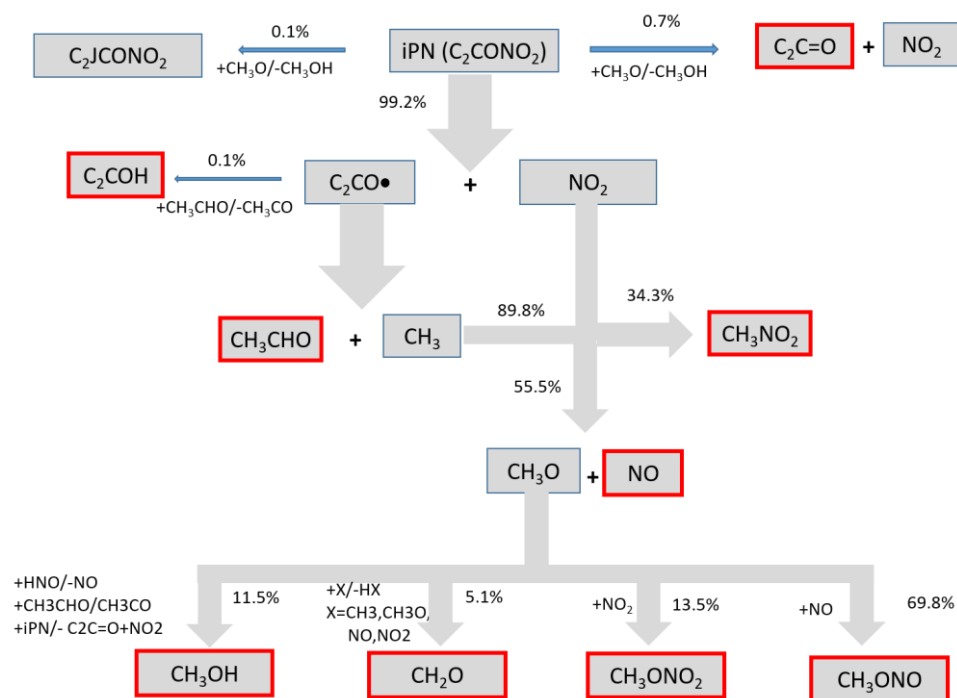 0.1%
0.7%
C₂JCONO₂
iPN (C₂CONO₂)
C₂C=O + NO₂
+CH₃O/-CH₃OH
+CH₃O/-CH₃OH
99.2%
0.1%
C₂COH
C₂CO●
+
NO₂
+CH₃CHO/-CH₃CO
89.8%
34.3%
CH₃CHO + CH₃
CH₃NO₂
55.5%
CH₃O + NO
+HNO/-NO
+CH3CHO/CH3CO
+iPN/- C2C=O+NO2
11.5%
+X/-HX
X=CH3,CH3O,
NO,NO2
5.1%
+NO₂
13.5%
+NO
69.8%
CH₃OH
CH₂O
CH₃ONO₂
CH₃ONO